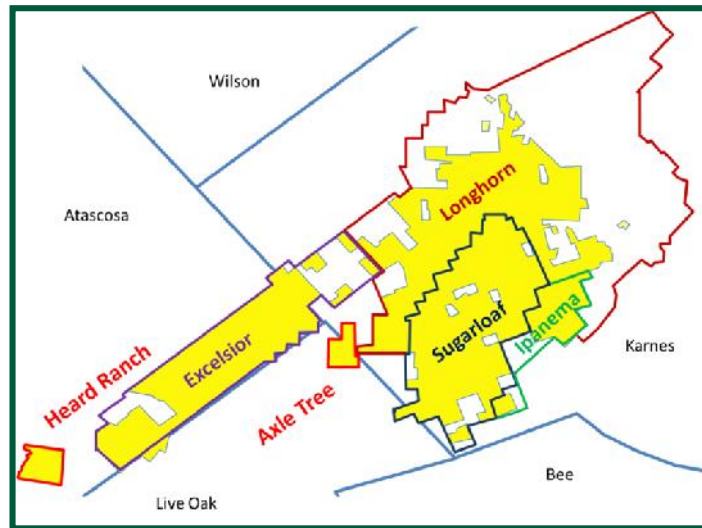 Wilson
Atascosa
Longhorn
Excelsior
Sugarloaf
Ipanema
Karnes
Heard Ranch
Axle Tree
Bee
Live Oak